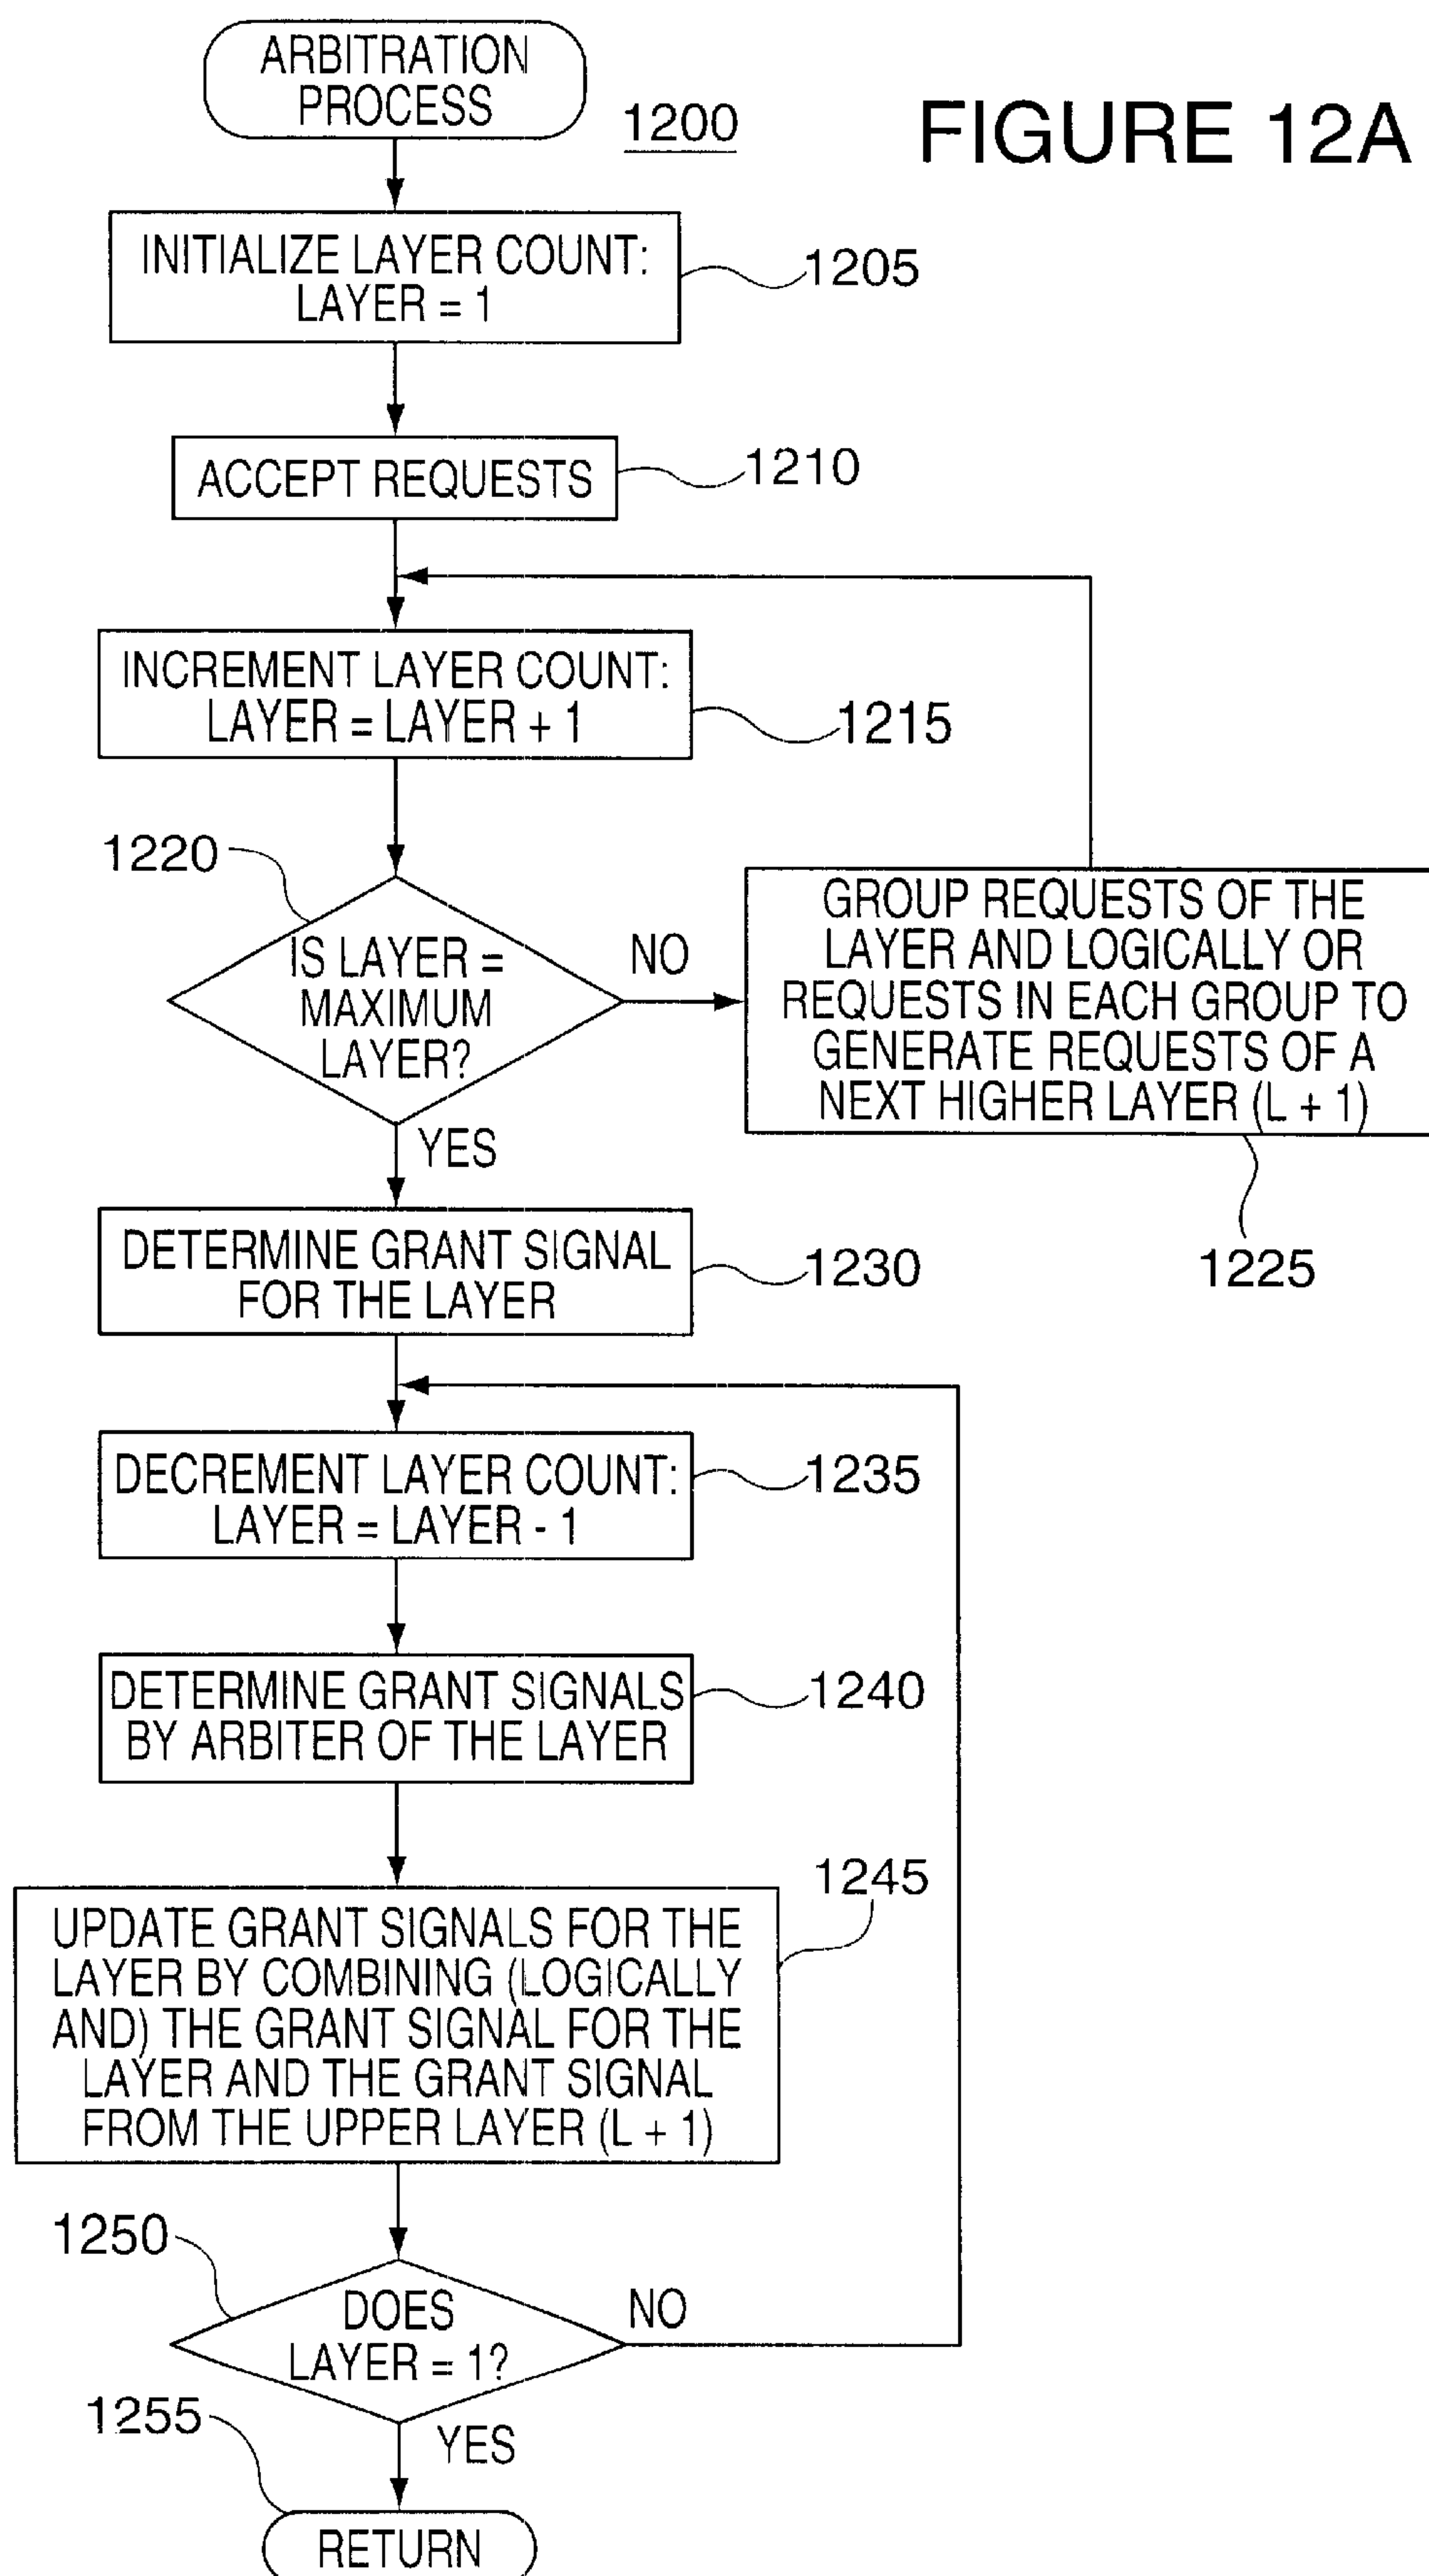 ARBITRATION
PROCESS
1200
FIGURE 12A
INITIALIZE LAYER COUNT:
LAYER = 1
1205
ACCEPT REQUESTS
1210
INCREMENT LAYER COUNT:
LAYER = LAYER + 1
1215
1220
IS LAYER =
MAXIMUM
LAYER?
NO
YES
GROUP REQUESTS OF THE
LAYER AND LOGICALLY OR
REQUESTS IN EACH GROUP TO
GENERATE REQUESTS OF A
NEXT HIGHER LAYER (L + 1)
1225
DETERMINE GRANT SIGNAL
FOR THE LAYER
1230
DECREMENT LAYER COUNT:
LAYER = LAYER - 1
1235
DETERMINE GRANT SIGNALS
BY ARBITER OF THE LAYER
1240
1245
UPDATE GRANT SIGNALS FOR THE
LAYER BY COMBINING (LOGICALLY
AND) THE GRANT SIGNAL FOR THE
LAYER AND THE GRANT SIGNAL
FROM THE UPPER LAYER (L + 1)
1250
DOES
LAYER = 1?
NO
YES
1255
RETURN